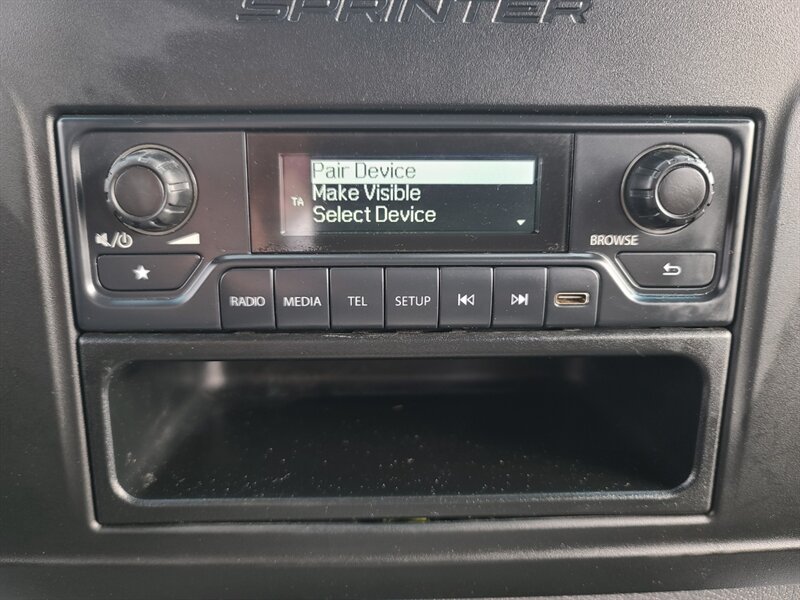 SPRINTER
Pair Device
TA
Make Visible
Select Device
BROWSE
RADIO MEDIA TEL SETUP